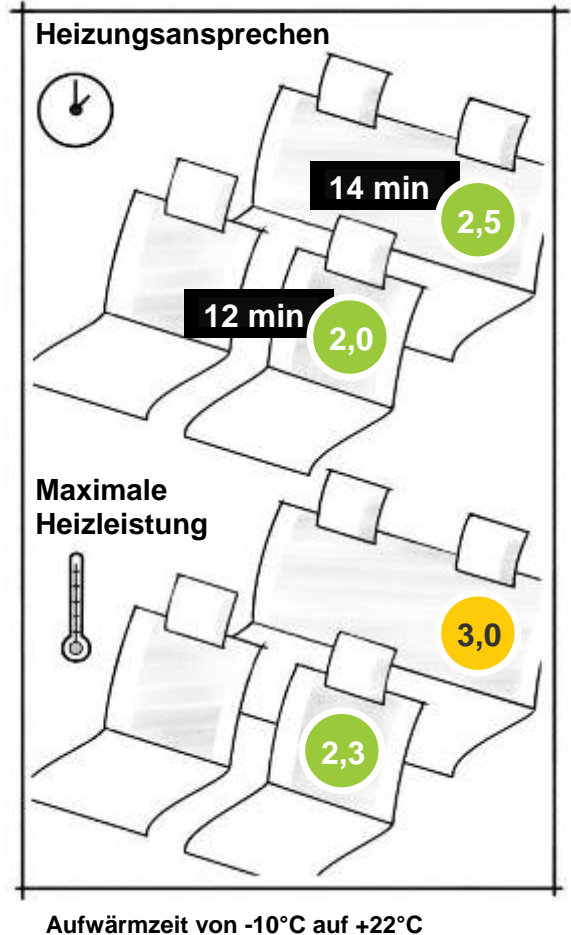 Heizungsansprechen
14 min
2,5
12 min
2,0
Maximale
Heizleistung
3,0
2,3
Aufwärmzeit von -10°C auf +22°C